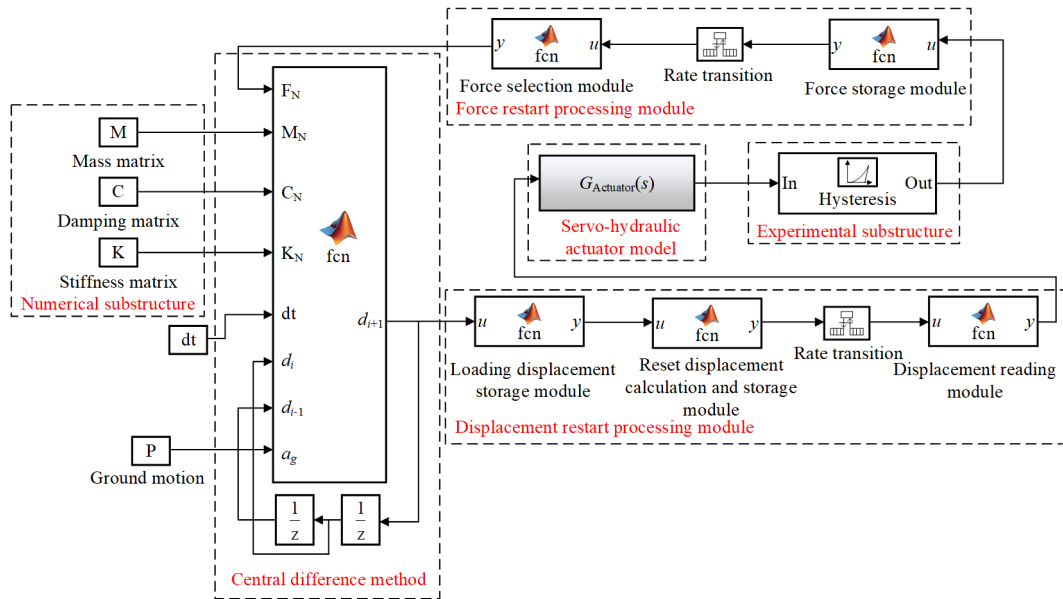 y
fcn
u
Force selection module
Rate transition
y
fcn
u
Force storage module
Force restart processing module
M
Mass matrix
C
Damping matrix
K
Stiffness matrix
Numerical substructure
dt
P
Ground motion
F_N
M_N
C_N
K_N
dt
d_i
d_{i-1}
a_g
fcn
d_{i+1}
1
z
1
z
Central difference method
G_Actuator(s)
Servo-hydraulic
actuator model
In
Hysteresis
Out
Experimental substructure
u
fcn
y
Loading displacement
storage module
u
fcn
y
Reset displacement
calculation and storage
module
Rate transition
u
fcn
y
Displacement reading
module
Displacement restart processing module